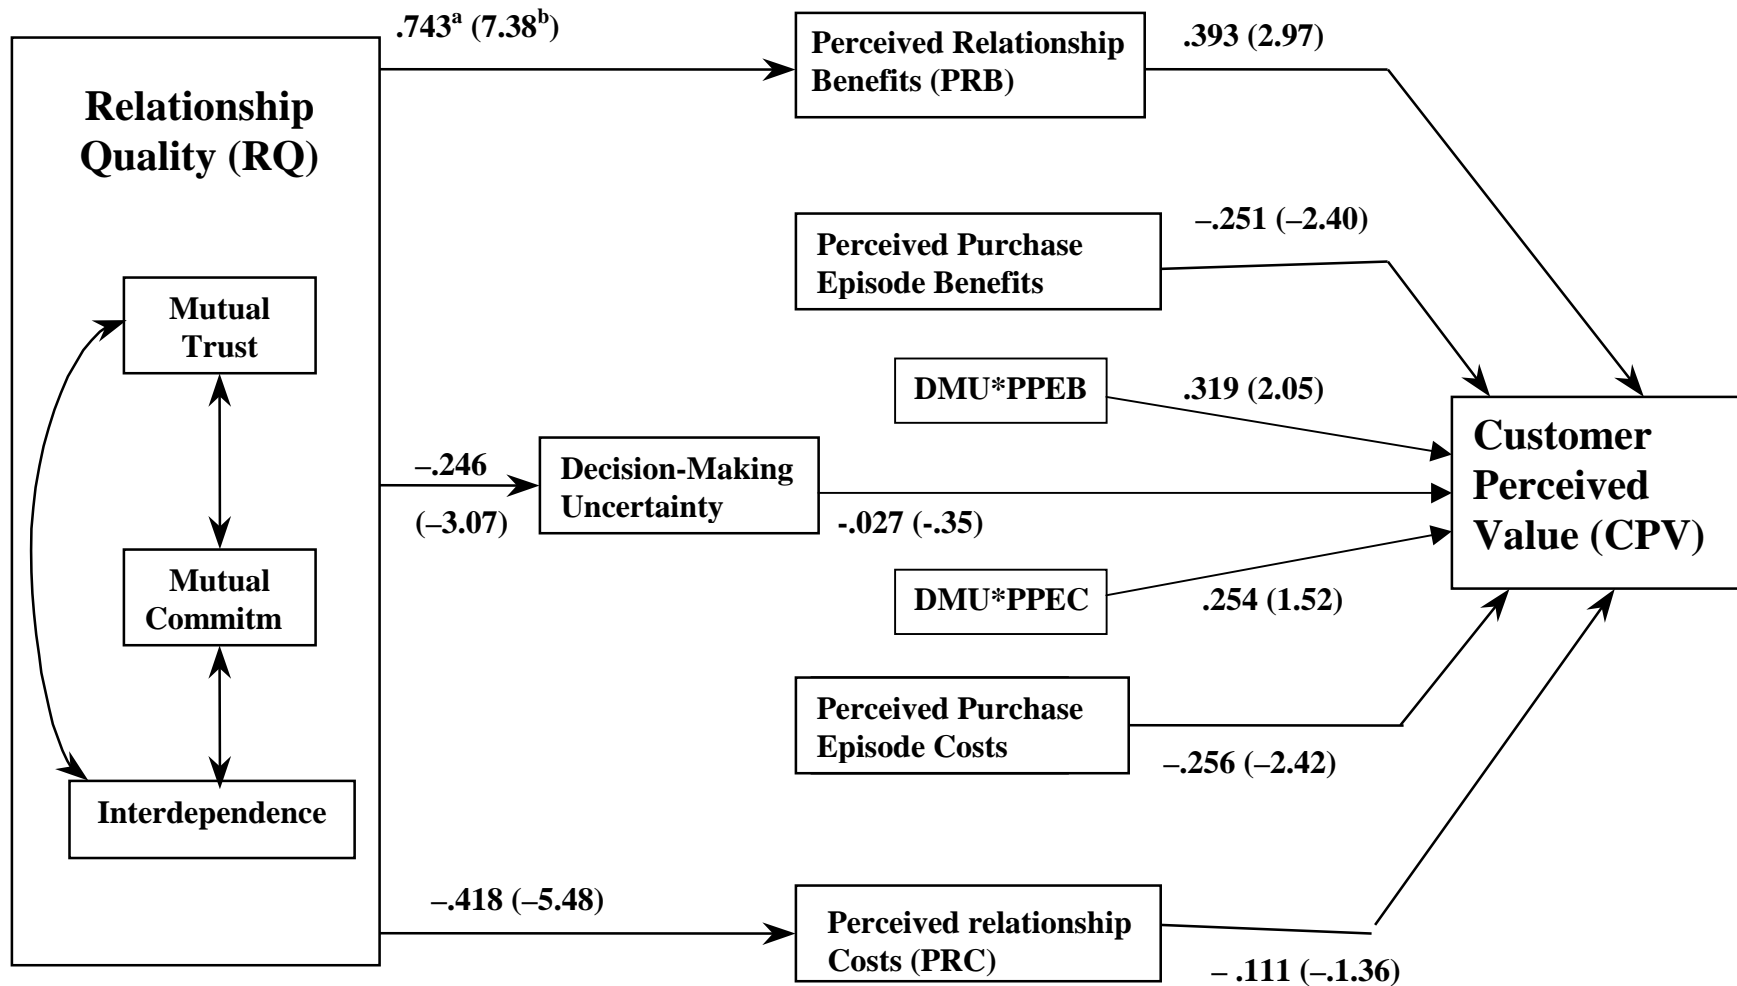 .743a (7.38b)
Perceived Relationship
Benefits (PRB)
.393 (2.97)
Relationship
Quality (RQ)
–.251 (–2.40)
Perceived Purchase
Episode Benefits
Mutual
Trust
DMU*PPEB
.319 (2.05)
Customer
Perceived
Value (CPV)
–.246
(–3.07)
Decision-Making
Uncertainty
-.027 (-.35)
Mutual
Commitm
DMU*PPEC
.254 (1.52)
Perceived Purchase
Episode Costs
–.256 (–2.42)
Interdependence
–.418 (–5.48)
Perceived relationship
Costs (PRC)
– .111 (–.1.36)